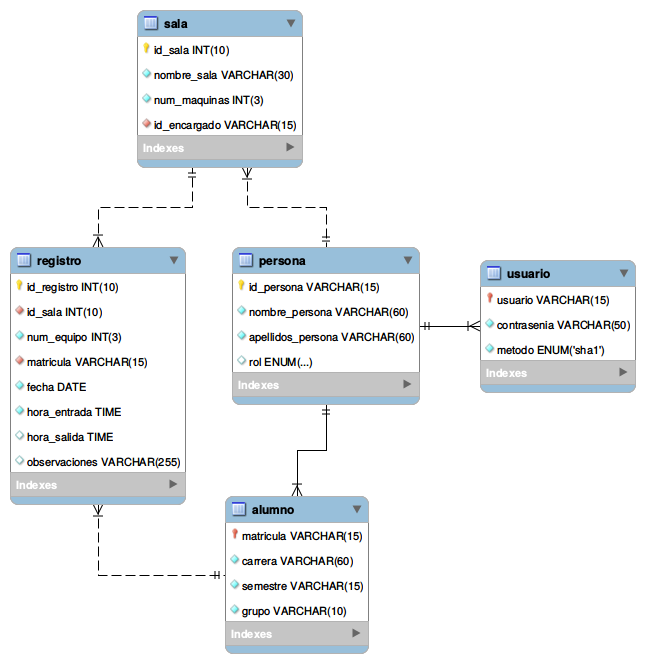 sala
id_sala INT(10)
nombre_sala VARCHAR(30)
num_maquinas INT(3)
id_encargado VARCHAR(15)
Indexes
registro
id_registro INT(10)
id_sala INT(10)
num_equipo INT(3)
matricula VARCHAR(15)
fecha DATE
hora_entrada TIME
hora_salida TIME
observaciones VARCHAR(255)
Indexes
persona
id_persona VARCHAR(15)
nombre_persona VARCHAR(60)
apellidos_persona VARCHAR(60)
rol ENUM(...)
Indexes
usuario
usuario VARCHAR(15)
contrasenia VARCHAR(50)
metodo ENUM('sha1')
Indexes
alumno
matricula VARCHAR(15)
carrera VARCHAR(60)
semestre VARCHAR(15)
grupo VARCHAR(10)
Indexes